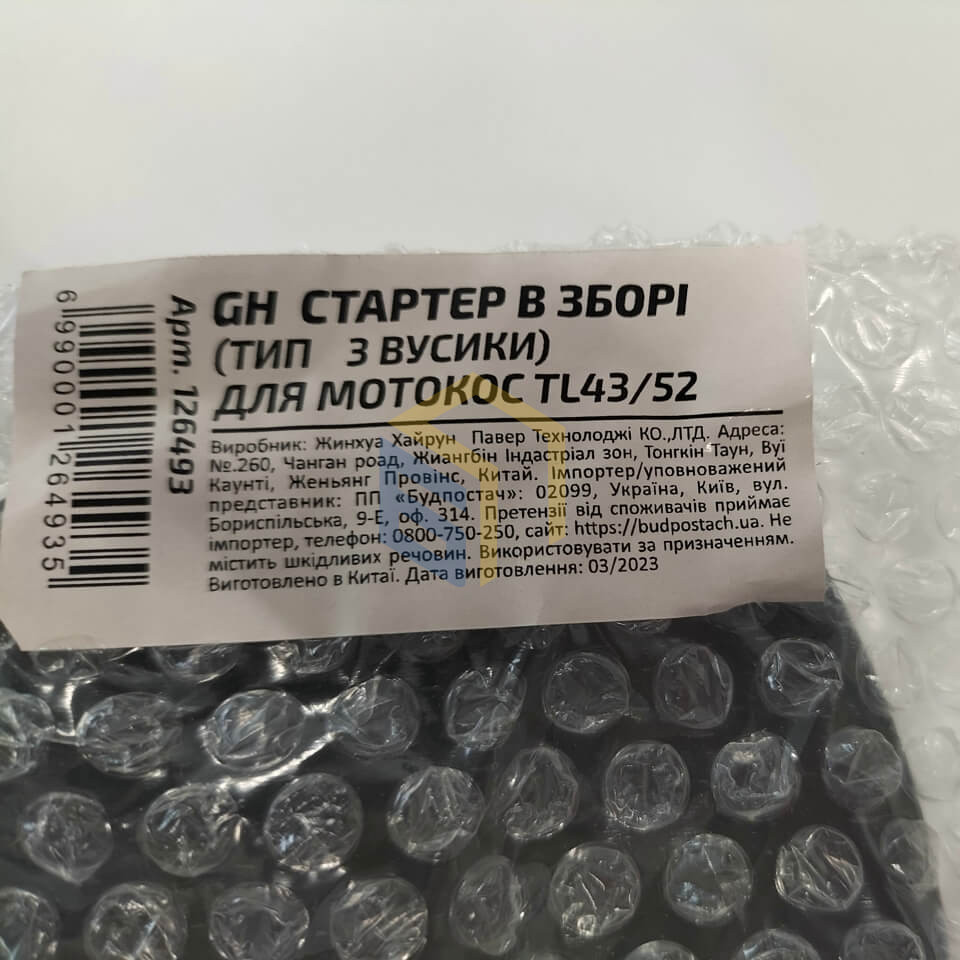 GH СТАРТЕР В ЗБОРІ
(ТИП 3 ВУСИКИ)
ДЛЯ МОТОКОС TL43/52
Виробник: Жинхуа Хайрун Павер Технолоджі КО.,ЛТД. Адреса:
№.260, Чанган роад, Жиангбін Індастріал зон, Тонгкін Таун, Вуї
Каунті, Женьянг Провінс, Китай. Імпортер/уповноважений
представник: ПП «Будпостач»: 02099, Україна, Київ, вул.
Бориспільська, 9-Е, оф. 314. Претензії від споживачів приймає
імпортер, телефон: 0800-750-250, сайт: https://budpostach.ua. Не
містить шкідливих речовин. Використовувати за призначенням.
Виготовлено в Китаї. Дата виготовлення: 03/2023
Арт. 126493
6990001264935